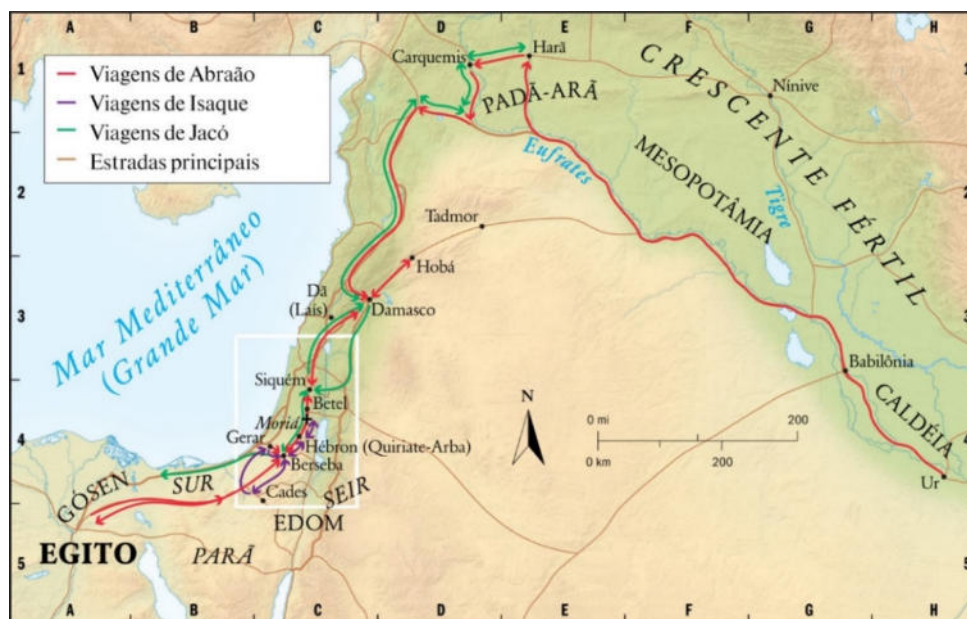 A B C D E F G H
Viagens de Abraão
Viagens de Isaque
Viagens de Jacó
Estradas principais
1
Carquemis
Harã
1
PADÃ-ARÃ
Nínive
CRESCENTE FÉRTIL
Eufrates
MESOPOTÂMIA
Tigre
2
2
Tadmor
Hobá
Mar Mediterrâneo
(Grande Mar)
Dã
(Laís)
Damasco
3
3
Siquém
Betel
Moriá
Gerar
Hébron (Quiriate-Arba)
Berseba
Cades
N
0 mi 200
0 km 200
Babilônia
CALDÉIA
Ur
4
4
GÓSEN
SUR
SEIR
EDOM
EGITO
PARÃ
5
5
A B C D E F G H